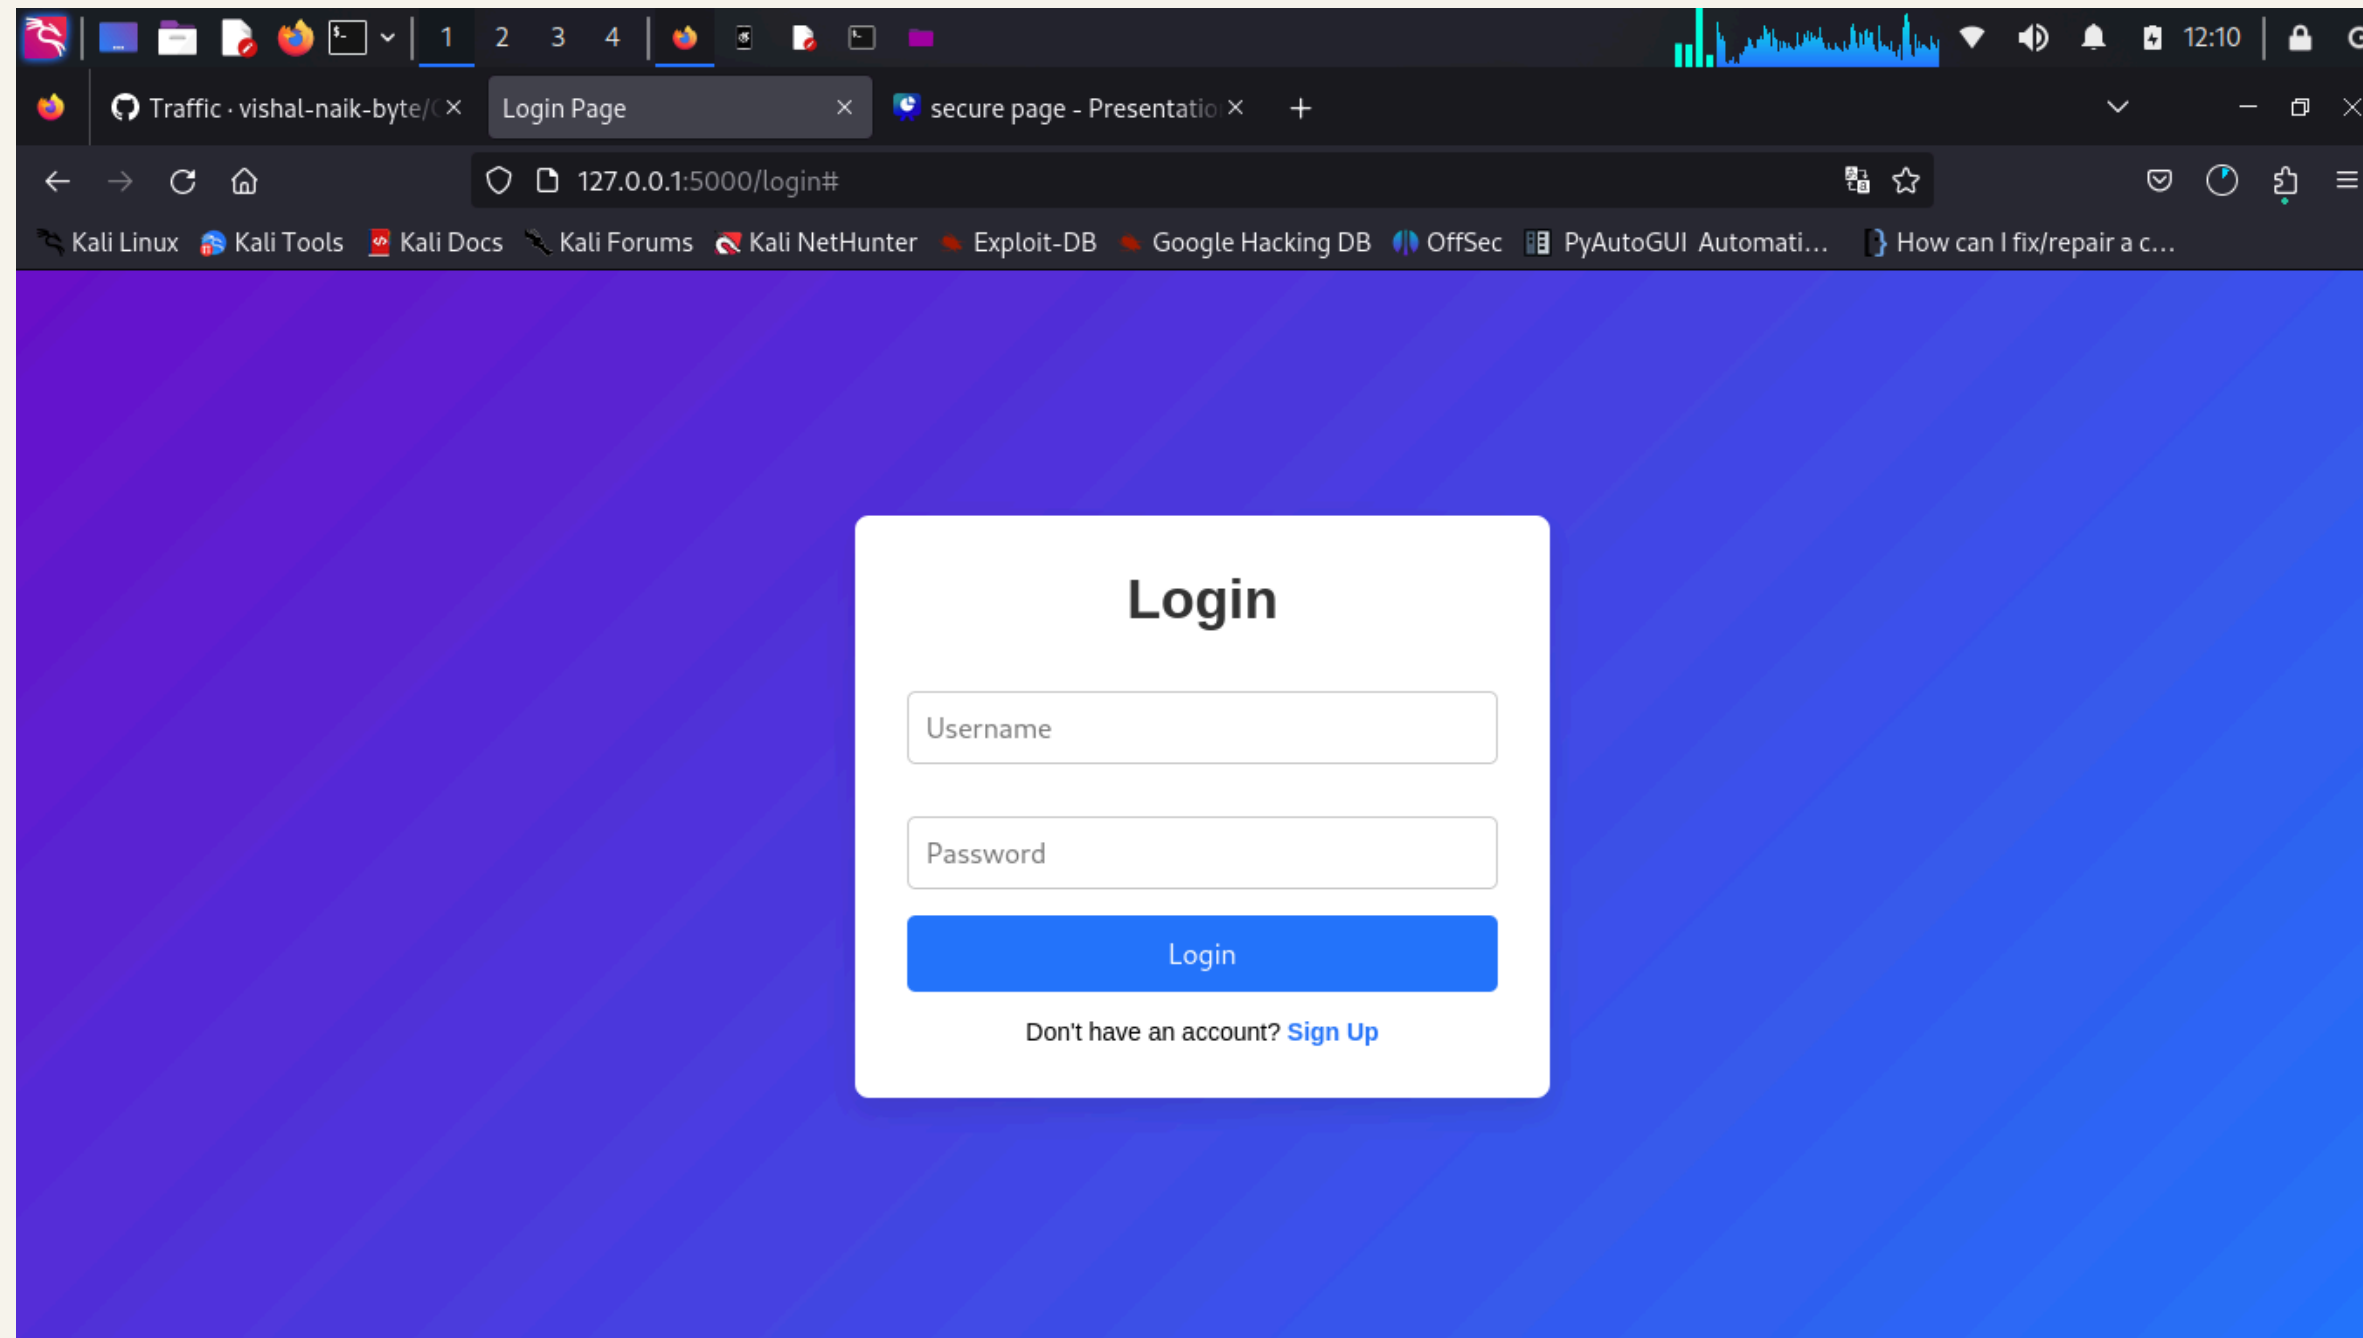 1 2 3 4 12:10
Traffic · vishal-naik-byte/ Login Page secure page - Presentatio
127.0.0.1:5000/login#
Kali Linux Kali Tools Kali Docs Kali Forums Kali NetHunter Exploit-DB Google Hacking DB OffSec PyAutoGUI Automati... How can I fix/repair a c...
Login
Username
Password
Login
Don't have an account? Sign Up